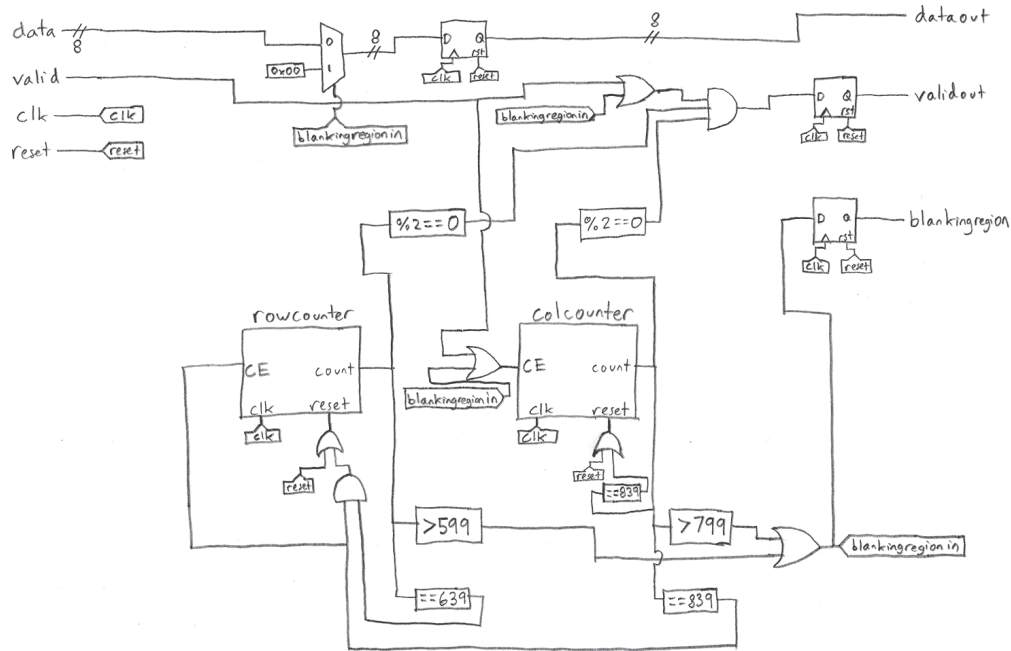 data
8
valid
clk
clk
reset
reset
0
1
0x00
blankingregionin
8
D
Q
rst
clk
reset
8
dataout
blankingregionin
D
Q
rst
clk
reset
validout
%2==0
%2==0
D
Q
rst
clk
reset
blankingregion
rowcounter
CE
count
clk
reset
clk
reset
blankingregionin
colcounter
CE
count
clk
reset
clk
reset
==839
>599
>799
blankingregionin
==639
==839